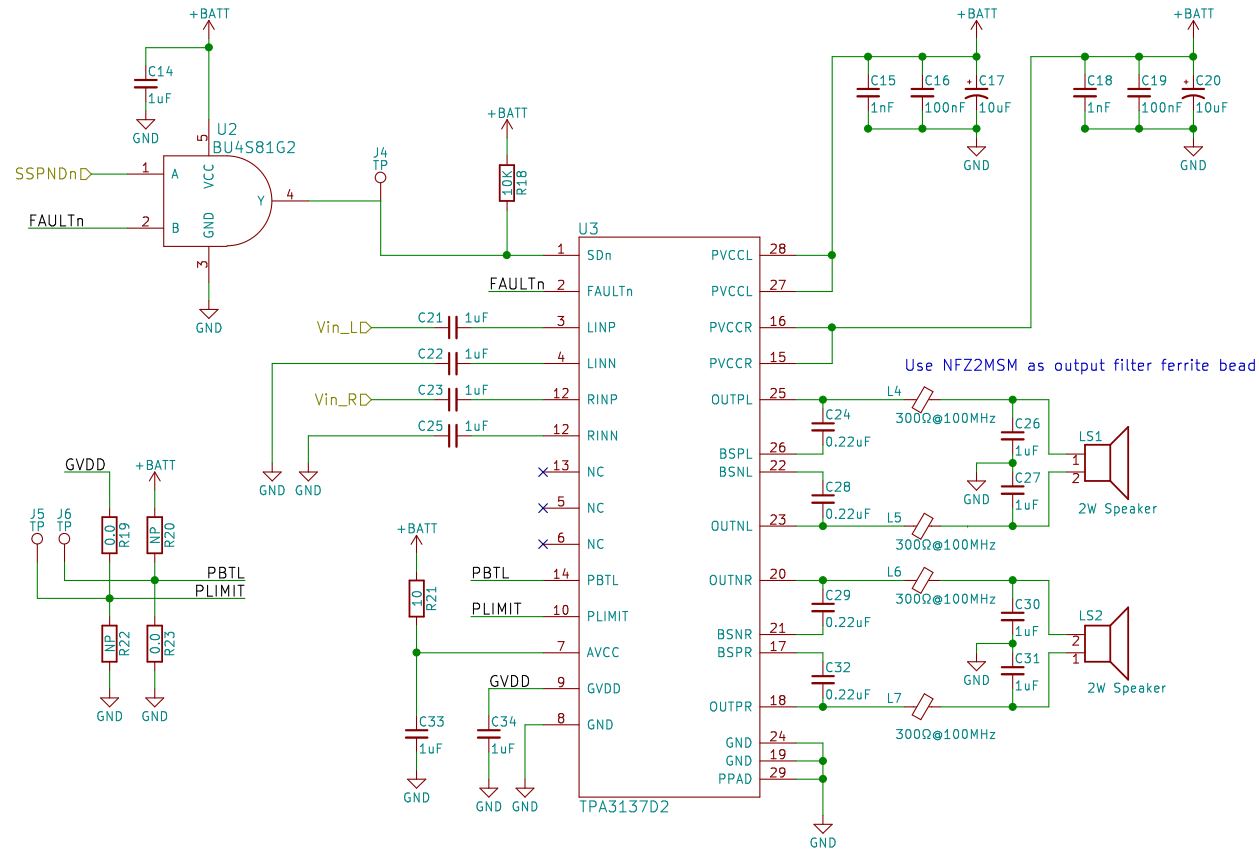 +BATT
C14
1uF
GND
U2
BU4S81G2
5
VCC
SSPNDn
1
A
Y
4
FAULTn
2
B
GND
3
GND
J4
TP
+BATT
10K
R18
+BATT
C15
1nF
C16
100nF
C17
10uF
GND
+BATT
C18
1nF
C19
100nF
C20
10uF
GND
U3
1
SDn
FAULTn
2
FAULTn
Vin_L
C21
1uF
3
LINP
C22
1uF
4
LINN
Vin_R
C23
1uF
12
RINP
C25
1uF
12
RINN
GND
GND
13
NC
5
NC
6
NC
PBTL
14
PBTL
PLIMIT
10
PLIMIT
7
AVCC
GVDD
9
GVDD
8
GND
+BATT
10
R21
C33
1uF
GND
C34
1uF
GND
GND
TPA3137D2
PVCCL
28
PVCCL
27
PVCCR
16
PVCCR
15
OUTPL
25
BSPL
26
BSNL
22
OUTNL
23
OUTNR
20
BSNR
21
BSPR
17
OUTPR
18
GND
24
GND
19
PPAD
29
GND
Use NFZ2MSM as output filter ferrite bead
C24
0.22uF
L4
300Ω@100MHz
C26
1uF
GND
C27
1uF
C28
0.22uF
L5
300Ω@100MHz
LS1
1
2
2W Speaker
C29
0.22uF
L6
300Ω@100MHz
C30
1uF
GND
C31
1uF
C32
0.22uF
L7
300Ω@100MHz
LS2
2
1
2W Speaker
GVDD
+BATT
J5
TP
J6
TP
0.0
R19
NP
R20
PBTL
PLIMIT
NP
R22
0.0
R23
GND
GND